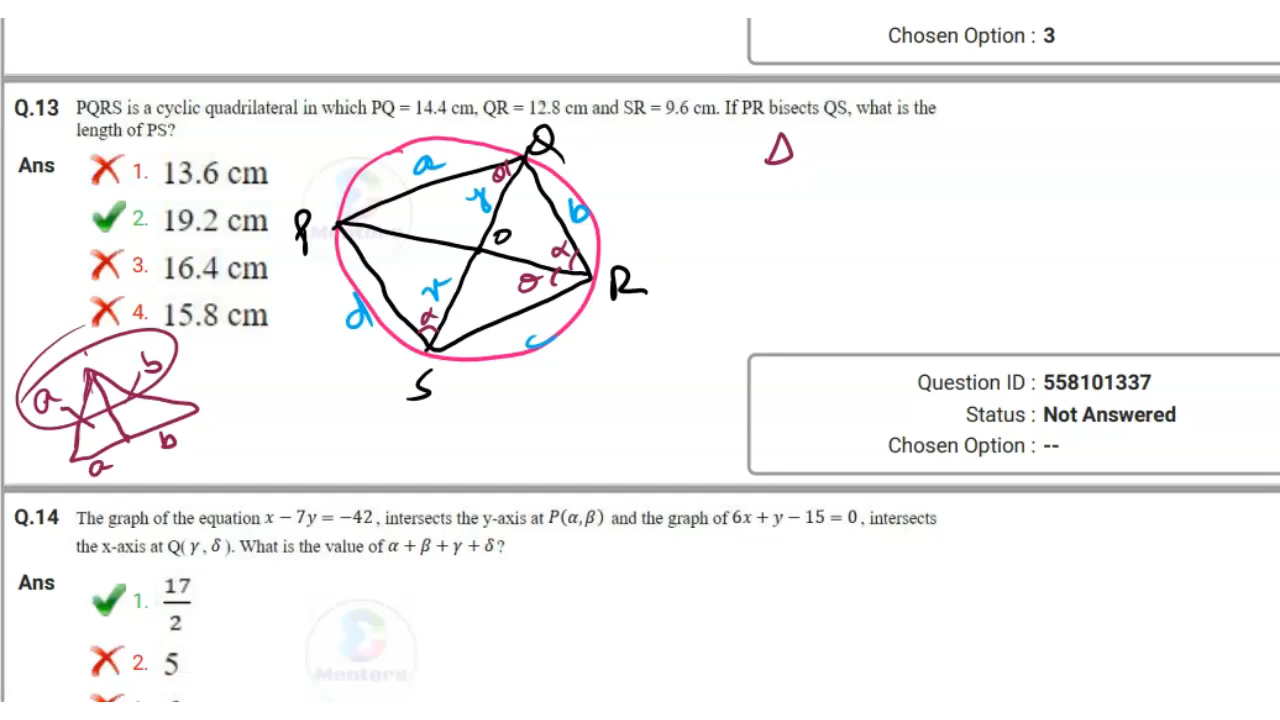 Chosen Option : 3
Q.13 PQRS is a cyclic quadrilateral in which PQ = 14.4 cm, QR = 12.8 cm and SR = 9.6 cm. If PR bisects QS, what is the
length of PS?
Ans
1. 13.6 cm
2. 19.2 cm
3. 16.4 cm
4. 15.8 cm
Δ
Q
a
θ
γ
b
P
O
α
θ
R
r
d
α
c
S
a
b
b
a
Question ID : 558101337
Status : Not Answered
Chosen Option : --
Q.14 The graph of the equation x − 7y = −42, intersects the y-axis at P(α,β) and the graph of 6x + y − 15 = 0, intersects
the x-axis at Q( γ , δ ). What is the value of α + β + γ + δ?
Ans
1. 17/2
2. 5
Mentors